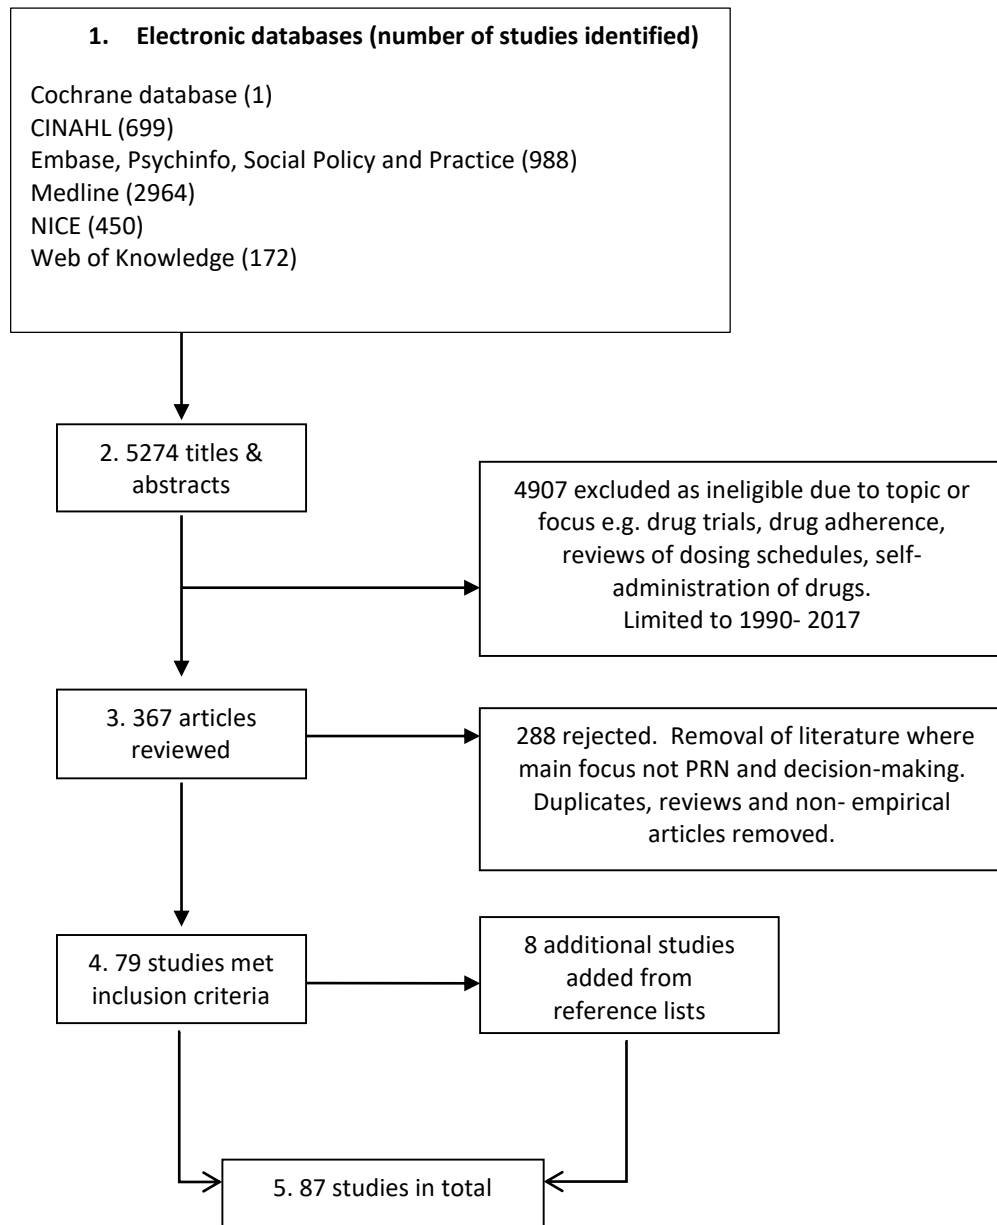 1. Electronic databases (number of studies identified)
Cochrane database (1)
CINAHL (699)
Embase, Psychinfo, Social Policy and Practice (988)
Medline (2964)
NICE (450)
Web of Knowledge (172)
2. 5274 titles &
abstracts
4907 excluded as ineligible due to topic or
focus e.g. drug trials, drug adherence,
reviews of dosing schedules, self-
administration of drugs.
Limited to 1990- 2017
3. 367 articles
reviewed
288 rejected. Removal of literature where
main focus not PRN and decision-making.
Duplicates, reviews and non- empirical
articles removed.
4. 79 studies met
inclusion criteria
8 additional studies
added from
reference lists
5. 87 studies in total